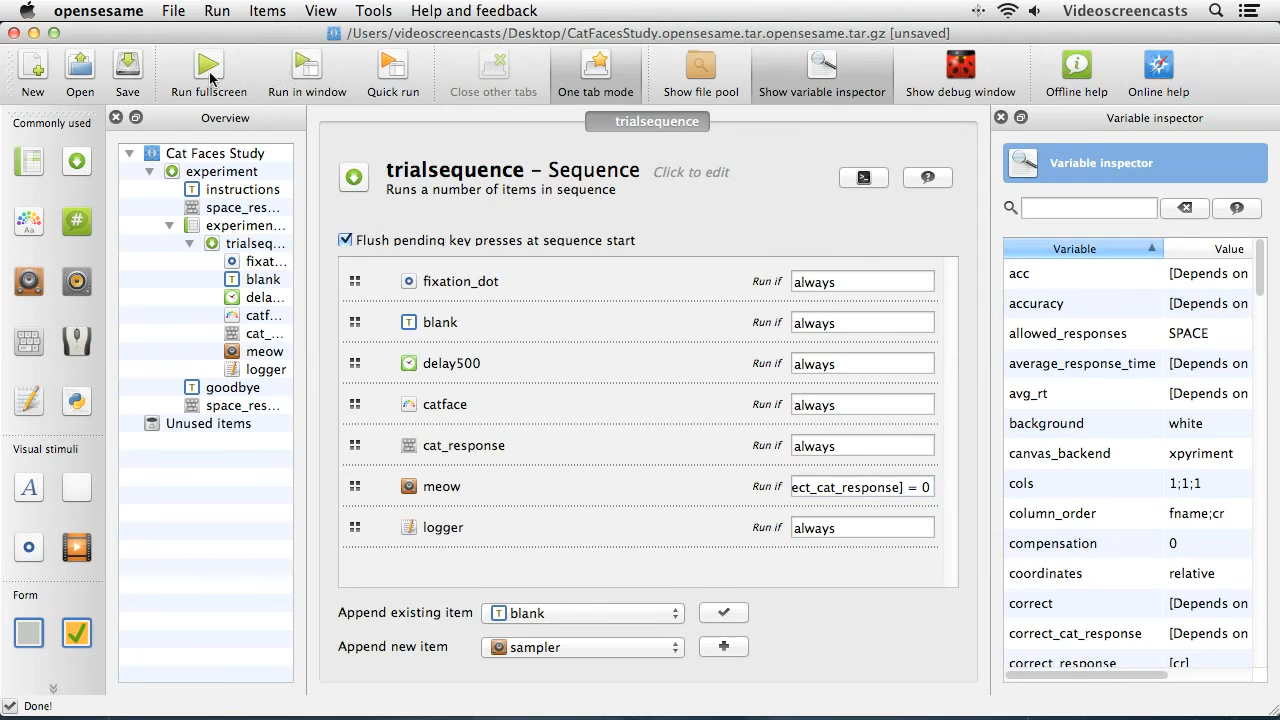 opensesame File Run Items View Tools Help and feedback Videoscreencasts
/Users/videoscreencasts/Desktop/CatFacesStudy.opensesame.tar.opensesame.tar.gz [unsaved]
New Open Save Run fullscreen Run in window Quick run Close other tabs One tab mode Show file pool Show variable inspector Show debug window Offline help Online help
Commonly used
Aa
Visual stimuli
A
Form
Overview
Cat Faces Study
experiment
T instructions
space_res...
experimen...
trialseq...
fixat...
T blank
dela...
catf...
cat_...
meow
logger
T goodbye
space_res...
Unused items
trialsequence
trialsequence – Sequence Click to edit
Runs a number of items in sequence
Flush pending key presses at sequence start
fixation_dot Run if always
T blank Run if always
delay500 Run if always
catface Run if always
cat_response Run if always
meow Run if ect_cat_response] = 0
logger Run if always
Append existing item T blank
Append new item sampler
Variable inspector
Variable inspector
Variable Value
acc [Depends on
accuracy [Depends on
allowed_responses SPACE
average_response_time [Depends on
avg_rt [Depends on
background white
canvas_backend xpyriment
cols 1;1;1
column_order fname;cr
compensation 0
coordinates relative
correct [Depends on
correct_cat_response [Depends on
correct_response [cr]
Done!